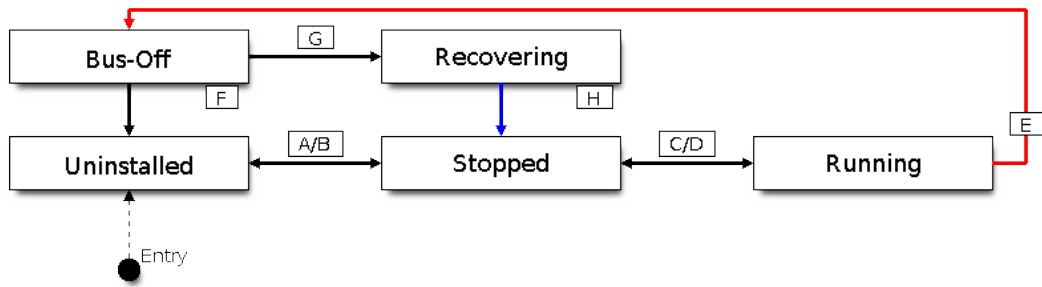 G
Bus-Off
Recovering
F
H
E
A/B
C/D
Uninstalled
Stopped
Running
Entry